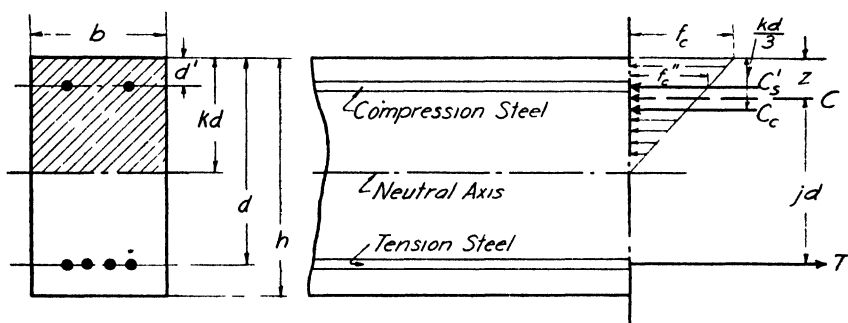 b
d'
kd
d
h
Compression Steel
Neutral Axis
Tension Steel
f_c
f_c''
kd/3
z
C_s'
C
C_c
jd
T